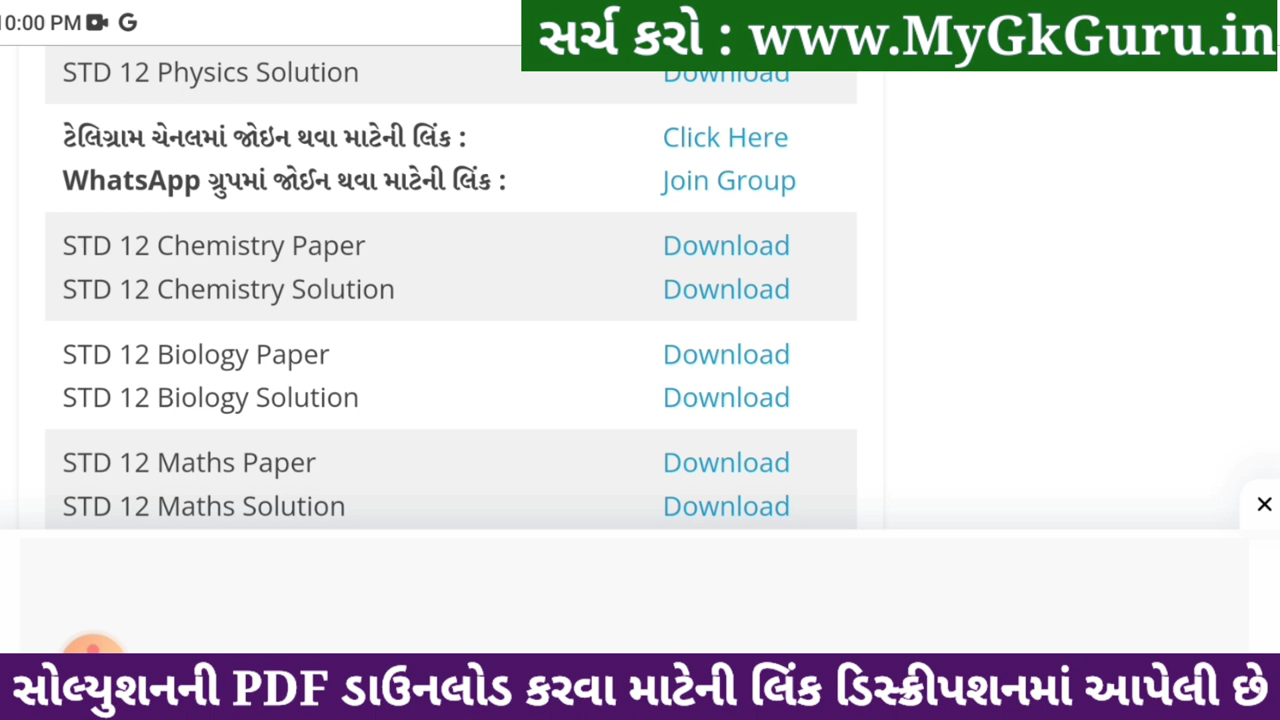 10:00 PM G
સર્ચ કરો : www.MyGkGuru.in
STD 12 Physics Solution Download
ટેલિગ્રામ ચેનલમાં જોઇન થવા માટેની લિંક : Click Here
WhatsApp ગ્રુપમાં જોઈન થવા માટેની લિંક : Join Group
STD 12 Chemistry Paper Download
STD 12 Chemistry Solution Download
STD 12 Biology Paper Download
STD 12 Biology Solution Download
STD 12 Maths Paper Download
STD 12 Maths Solution Download
સોલ્યુશનની PDF ડાઉનલોડ કરવા માટેની લિંક ડિસ્ક્રીપશનમાં આપેલી છે